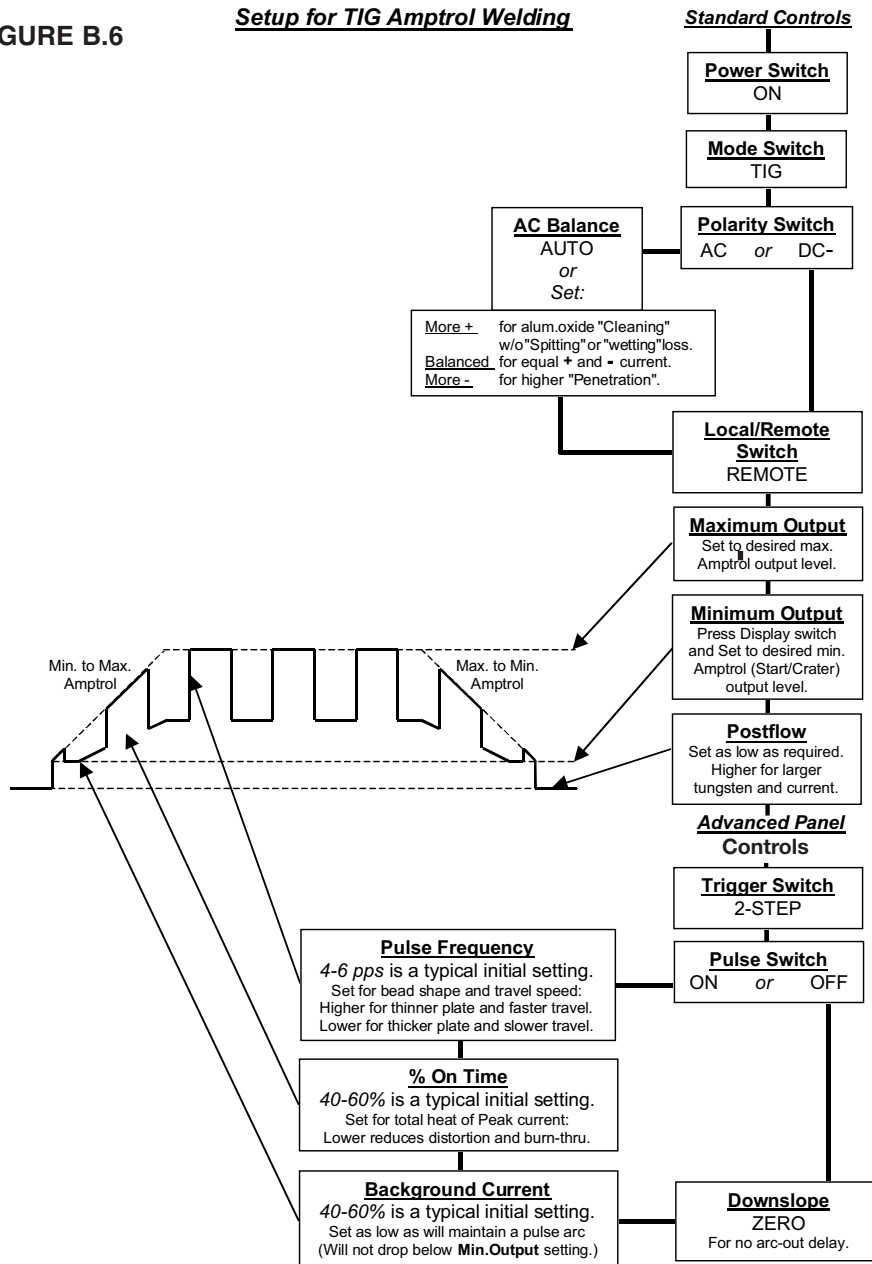 GURE B.6
Setup for TIG Amptrol Welding
Standard Controls
Power Switch
ON
Mode Switch
TIG
Polarity Switch
AC or DC-
AC Balance
AUTO
or
Set:
More + for alum.oxide "Cleaning"
w/o"Spitting" or "wetting"loss.
Balanced for equal + and - current.
More - for higher "Penetration".
Local/Remote
Switch
REMOTE
Maximum Output
Set to desired max.
Amptrol output level.
Minimum Output
Press Display switch
and Set to desired min.
Amptrol (Start/Crater)
output level.
Min. to Max.
Amptrol
Max. to Min.
Amptrol
Postflow
Set as low as required.
Higher for larger
tungsten and current.
Advanced Panel
Controls
Trigger Switch
2-STEP
Pulse Switch
ON or OFF
Pulse Frequency
4-6 pps is a typical initial setting.
Set for bead shape and travel speed:
Higher for thinner plate and faster travel.
Lower for thicker plate and slower travel.
% On Time
40-60% is a typical initial setting.
Set for total heat of Peak current:
Lower reduces distortion and burn-thru.
Background Current
40-60% is a typical initial setting.
Set as low as will maintain a pulse arc
(Will not drop below Min.Output setting.)
Downslope
ZERO
For no arc-out delay.